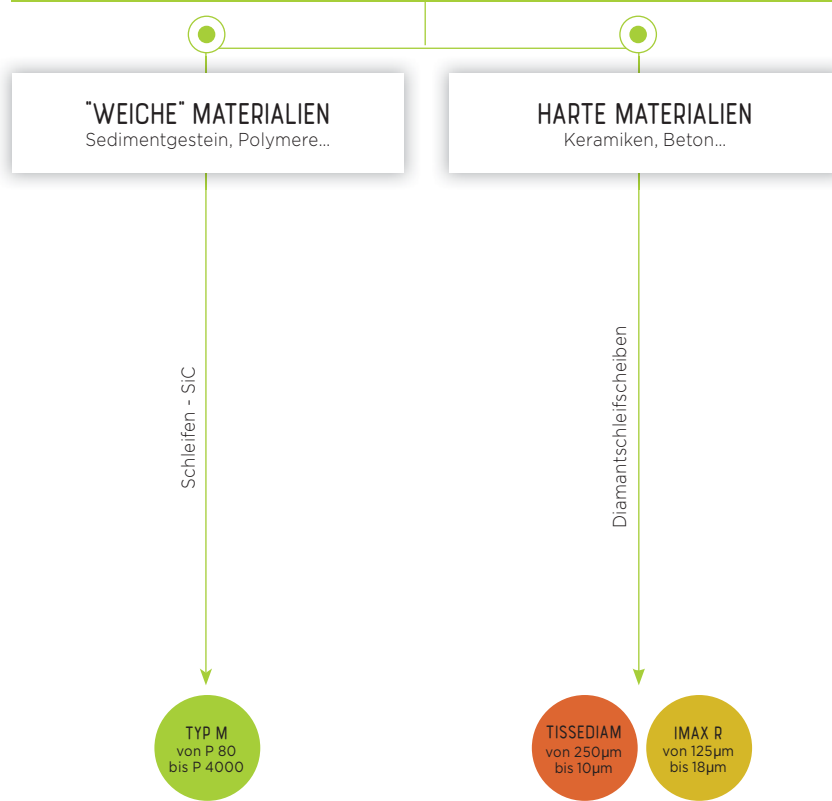 "WEICHE" MATERIALIEN
Sedimentgestein, Polymere...
HARTE MATERIALIEN
Keramiken, Beton...
Schleifen - SiC
Diamantschleifscheiben
TYP M
von P 80
bis P 4000
TISSEDIAM
von 250µm
bis 10µm
IMAX R
von 125µm
bis 18µm